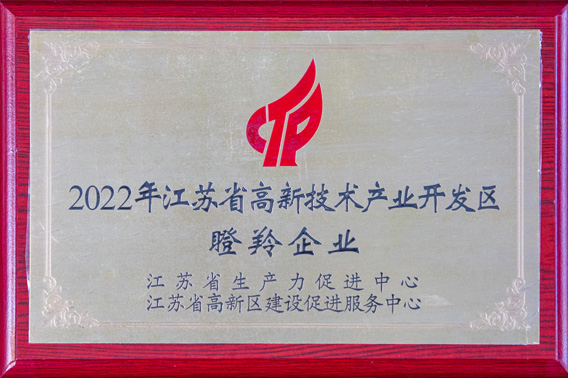 CTP
2022年江苏省高新技术产业开发区
瞪羚企业
江苏省生产力促进中心
江苏省高新区建设促进服务中心